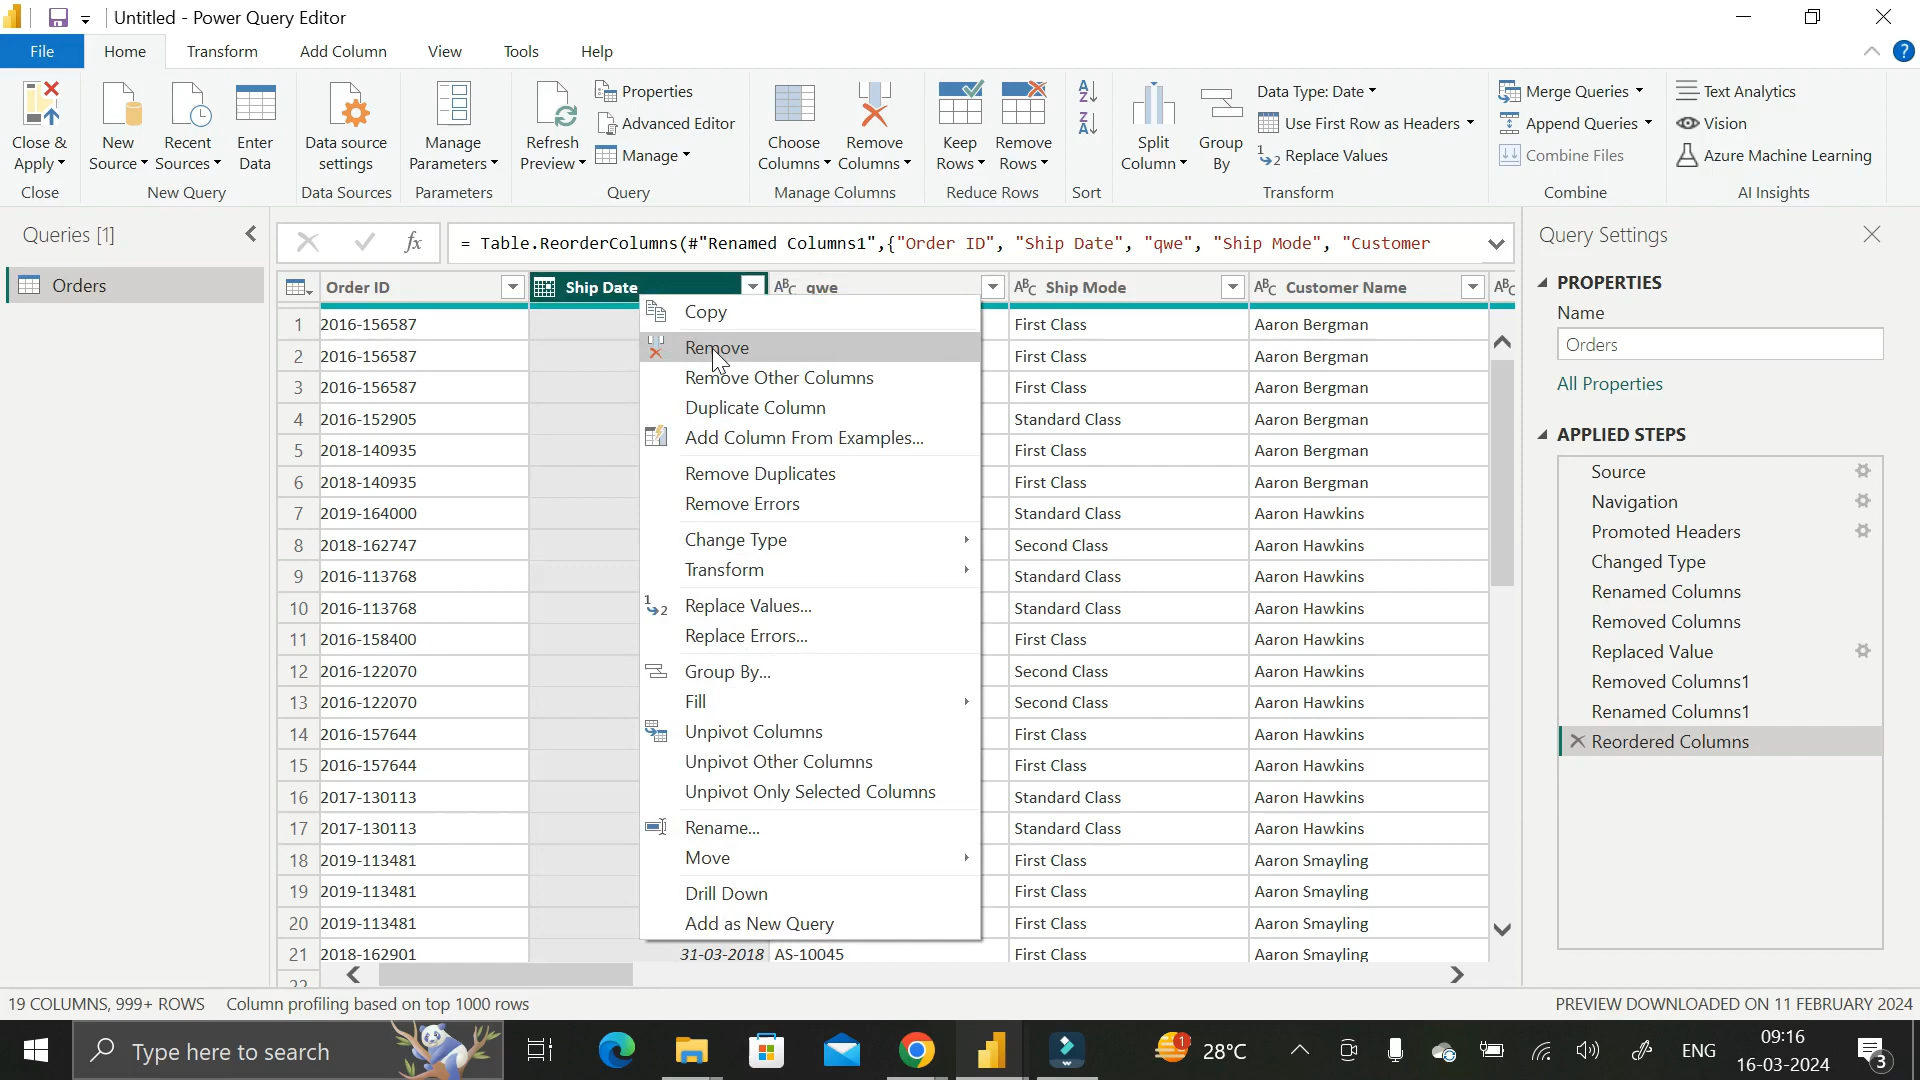 Untitled - Power Query Editor
File Home Transform Add Column View Tools Help
Close & Apply
Close
New Source
Recent Sources
Enter Data
New Query
Data source settings
Data Sources
Manage Parameters
Parameters
Refresh Preview
Properties
Advanced Editor
Manage
Query
Choose Columns
Remove Columns
Manage Columns
Keep Rows
Remove Rows
Reduce Rows
Sort
Split Column
Group By
Data Type: Date
Use First Row as Headers
Replace Values
Transform
Merge Queries
Append Queries
Combine Files
Combine
Text Analytics
Vision
Azure Machine Learning
AI Insights
Queries [1]
Orders
fx = Table.ReorderColumns(#"Renamed Columns1",{"Order ID", "Ship Date", "qwe", "Ship Mode", "Customer
Order ID Ship Date qwe Ship Mode Customer Name
1 2016-156587 First Class Aaron Bergman
2 2016-156587 First Class Aaron Bergman
3 2016-156587 First Class Aaron Bergman
4 2016-152905 Standard Class Aaron Bergman
5 2018-140935 First Class Aaron Bergman
6 2018-140935 First Class Aaron Bergman
7 2019-164000 Standard Class Aaron Hawkins
8 2018-162747 Second Class Aaron Hawkins
9 2016-113768 Standard Class Aaron Hawkins
10 2016-113768 Standard Class Aaron Hawkins
11 2016-158400 First Class Aaron Hawkins
12 2016-122070 Second Class Aaron Hawkins
13 2016-122070 Second Class Aaron Hawkins
14 2016-157644 First Class Aaron Hawkins
15 2016-157644 First Class Aaron Hawkins
16 2017-130113 Standard Class Aaron Hawkins
17 2017-130113 Standard Class Aaron Hawkins
18 2019-113481 First Class Aaron Smayling
19 2019-113481 First Class Aaron Smayling
20 2019-113481 First Class Aaron Smayling
21 2018-162901 31-03-2018 AS-10045 First Class Aaron Smayling
22
Copy
Remove
Remove Other Columns
Duplicate Column
Add Column From Examples...
Remove Duplicates
Remove Errors
Change Type
Transform
Replace Values...
Replace Errors...
Group By...
Fill
Unpivot Columns
Unpivot Other Columns
Unpivot Only Selected Columns
Rename...
Move
Drill Down
Add as New Query
Query Settings
PROPERTIES
Name
Orders
All Properties
APPLIED STEPS
Source
Navigation
Promoted Headers
Changed Type
Renamed Columns
Removed Columns
Replaced Value
Removed Columns1
Renamed Columns1
Reordered Columns
19 COLUMNS, 999+ ROWS Column profiling based on top 1000 rows
PREVIEW DOWNLOADED ON 11 FEBRUARY 2024
Type here to search
1
28°C
ENG
09:16
16-03-2024
3